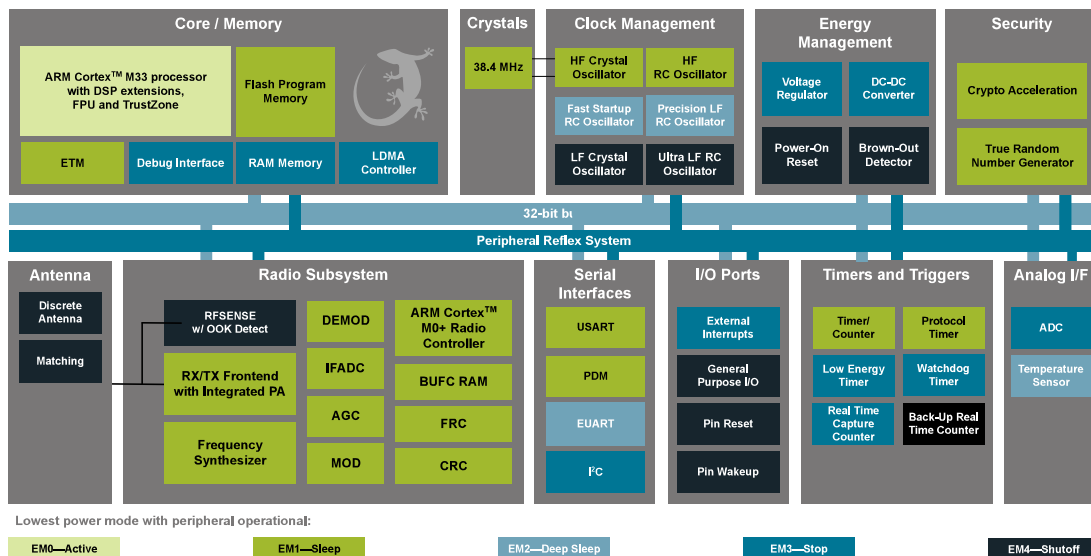 Core / Memory
ARM Cortex™ M33 processor
with DSP extensions,
FPU and TrustZone
Flash Program
Memory
ETM
Debug Interface
RAM Memory
LDMA
Controller
Crystals
38.4 MHz
Clock Management
HF Crystal
Oscillator
HF
RC Oscillator
Fast Startup
RC Oscillator
Precision LF
RC Oscillator
LF Crystal
Oscillator
Ultra LF RC
Oscillator
Energy
Management
Voltage
Regulator
DC-DC
Converter
Power-On
Reset
Brown-Out
Detector
Security
Crypto Acceleration
True Random
Number Generator
32-bit bu
Peripheral Reflex System
Antenna
Discrete
Antenna
Matching
Radio Subsystem
RFSENSE
w/ OOK Detect
RX/TX Frontend
with Integrated PA
Frequency
Synthesizer
DEMOD
IFADC
AGC
MOD
ARM Cortex™
M0+ Radio
Controller
BUFC RAM
FRC
CRC
Serial
Interfaces
USART
PDM
EUART
I²C
I/O Ports
External
Interrupts
General
Purpose I/O
Pin Reset
Pin Wakeup
Timers and Triggers
Timer/
Counter
Protocol
Timer
Low Energy
Timer
Watchdog
Timer
Real Time
Capture
Counter
Back-Up Real
Time Counter
Analog I/F
ADC
Temperature
Sensor
Lowest power mode with peripheral operational:
EM0—Active
EM1—Sleep
EM2—Deep Sleep
EM3—Stop
EM4—Shutoff